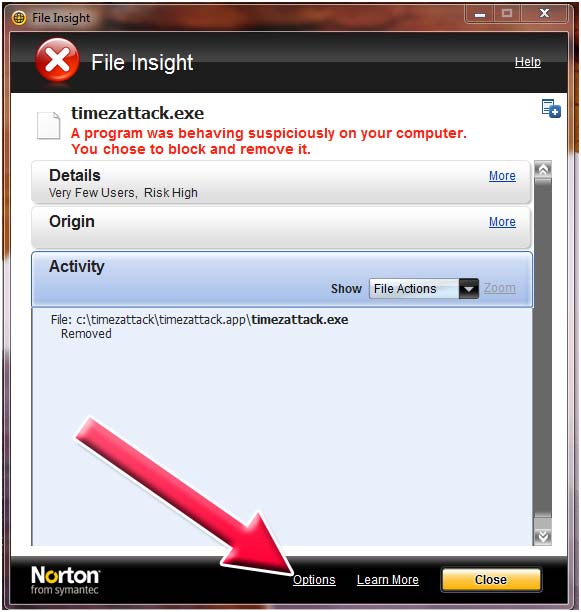 File Insight
File Insight
Help
timezattack.exe
A program was behaving suspiciously on your computer.
You chose to block and remove it.
Details
More
Very Few Users, Risk High
Origin
More
Activity
Show File Actions Zoom
File: c:\timezattack\timezattack.app\timezattack.exe
Removed
Norton
from symantec
Options Learn More Close